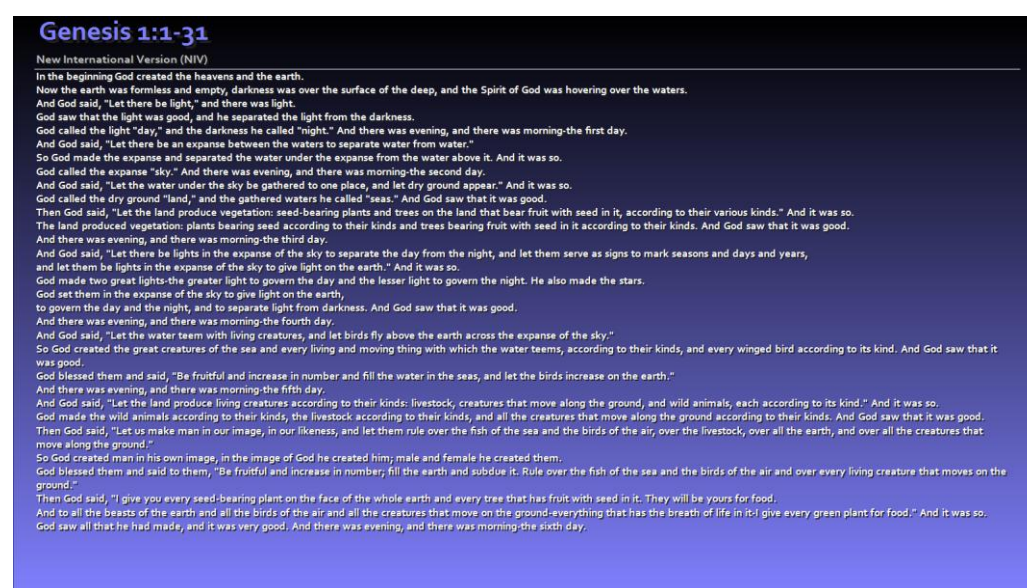 Genesis 1:1-31
New International Version (NIV)
In the beginning God created the heavens and the earth.
Now the earth was formless and empty, darkness was over the surface of the deep, and the Spirit of God was hovering over the waters.
And God said, "Let there be light," and there was light.
God saw that the light was good, and he separated the light from the darkness.
God called the light "day," and the darkness he called "night." And there was evening, and there was morning-the first day.
And God said, "Let there be an expanse between the waters to separate water from water."
So God made the expanse and separated the water under the expanse from the water above it. And it was so.
God called the expanse "sky." And there was evening, and there was morning-the second day.
And God said, "Let the water under the sky be gathered to one place, and let dry ground appear." And it was so.
God called the dry ground "land," and the gathered waters he called "seas." And God saw that it was good.
Then God said, "Let the land produce vegetation: seed-bearing plants and trees on the land that bear fruit with seed in it, according to their various kinds." And it was so.
The land produced vegetation: plants bearing seed according to their kinds and trees bearing fruit with seed in it according to their kinds. And God saw that it was good.
And there was evening, and there was morning-the third day.
And God said, "Let there be lights in the expanse of the sky to separate the day from the night, and let them serve as signs to mark seasons and days and years,
and let them be lights in the expanse of the sky to give light on the earth." And it was so.
God made two great lights-the greater light to govern the day and the lesser light to govern the night. He also made the stars.
God set them in the expanse of the sky to give light on the earth,
to govern the day and the night, and to separate light from darkness. And God saw that it was good.
And there was evening, and there was morning-the fourth day.
And God said, "Let the water teem with living creatures, and let birds fly above the earth across the expanse of the sky."
So God created the great creatures of the sea and every living and moving thing with which the water teems, according to their kinds, and every winged bird according to its kind. And God saw that it
was good.
God blessed them and said, "Be fruitful and increase in number and fill the water in the seas, and let the birds increase on the earth."
And there was evening, and there was morning-the fifth day.
And God said, "Let the land produce living creatures according to their kinds: livestock, creatures that move along the ground, and wild animals, each according to its kind." And it was so.
God made the wild animals according to their kinds, the livestock according to their kinds, and all the creatures that move along the ground according to their kinds. And God saw that it was good.
Then God said, "Let us make man in our image, in our likeness, and let them rule over the fish of the sea and the birds of the air, over the livestock, over all the earth, and over all the creatures that
move along the ground."
So God created man in his own image, in the image of God he created him; male and female he created them.
God blessed them and said to them, "Be fruitful and increase in number; fill the earth and subdue it. Rule over the fish of the sea and the birds of the air and over every living creature that moves on the
ground."
Then God said, "I give you every seed-bearing plant on the face of the whole earth and every tree that has fruit with seed in it. They will be yours for food.
And to all the beasts of the earth and all the birds of the air and all the creatures that move on the ground-everything that has the breath of life in it-I give every green plant for food." And it was so.
God saw all that he had made, and it was very good. And there was evening, and there was morning-the sixth day.